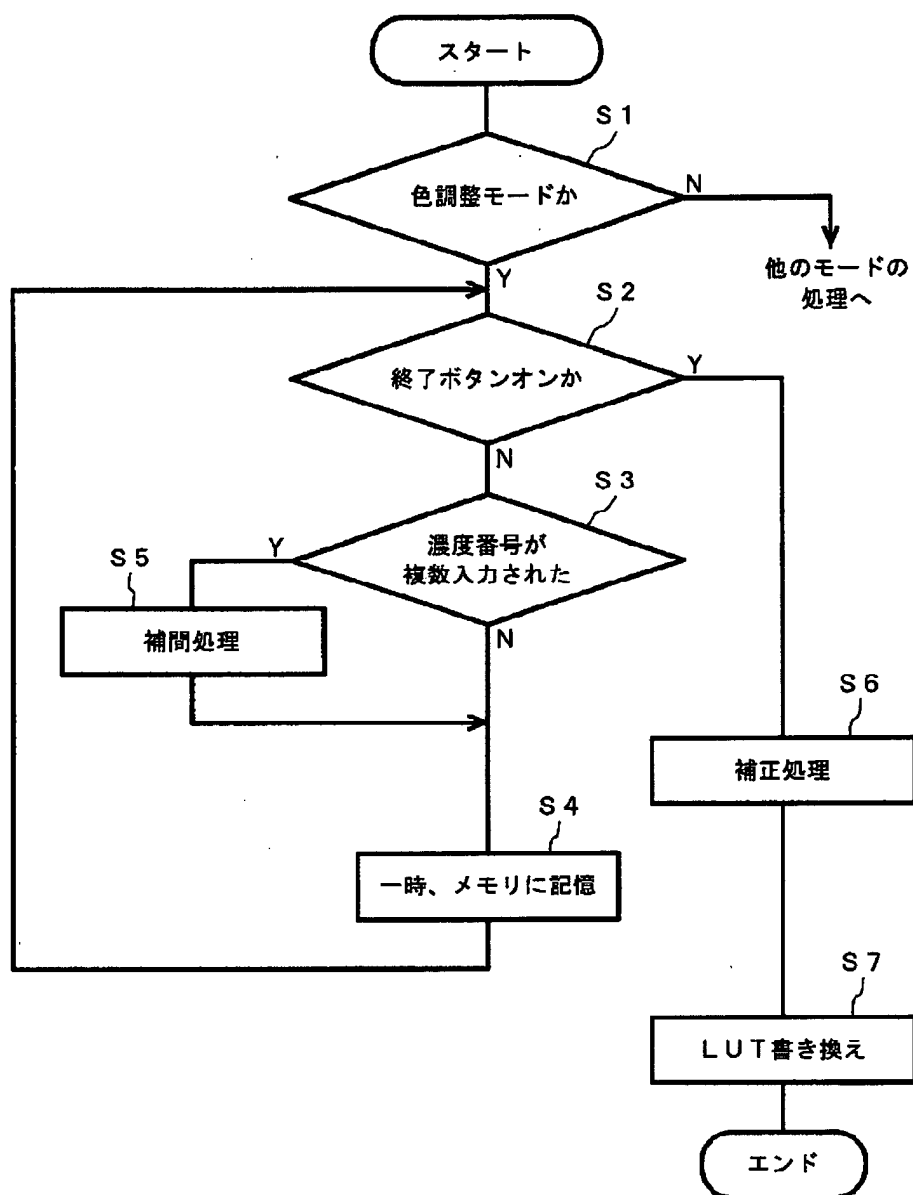 スタート
S1
色調整モードか
N
Y
他のモードの
処理へ
S2
終了ボタンオンか
Y
N
S3
濃度番号が
複数入力された
Y
N
S5
補間処理
S6
補正処理
S4
一時、メモリに記憶
S7
LUT書き換え
エンド